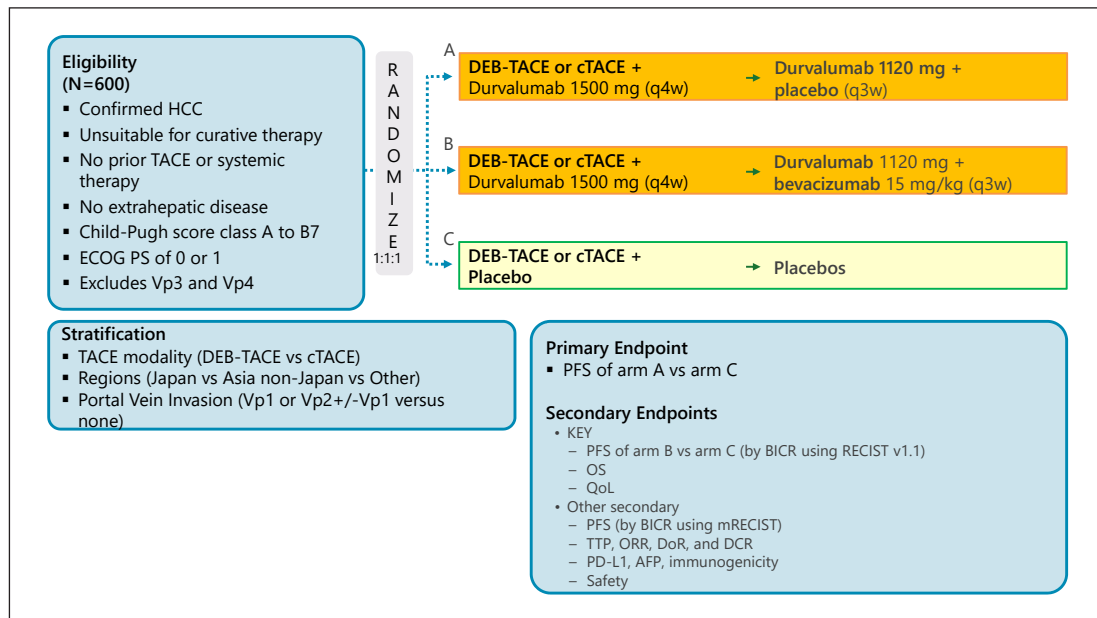 Eligibility
(N=600)
▪ Confirmed HCC
▪ Unsuitable for curative therapy
▪ No prior TACE or systemic
therapy
▪ No extrahepatic disease
▪ Child-Pugh score class A to B7
▪ ECOG PS of 0 or 1
▪ Excludes Vp3 and Vp4
R
A
N
D
O
M
I
Z
E
1:1:1
A
DEB-TACE or cTACE +
Durvalumab 1500 mg (q4w)
→ Durvalumab 1120 mg +
placebo (q3w)
B
DEB-TACE or cTACE +
Durvalumab 1500 mg (q4w)
→ Durvalumab 1120 mg +
bevacizumab 15 mg/kg (q3w)
C
DEB-TACE or cTACE +
Placebo
→ Placebos
Stratification
▪ TACE modality (DEB-TACE vs cTACE)
▪ Regions (Japan vs Asia non-Japan vs Other)
▪ Portal Vein Invasion (Vp1 or Vp2+/-Vp1 versus
none)
Primary Endpoint
▪ PFS of arm A vs arm C
Secondary Endpoints
• KEY
– PFS of arm B vs arm C (by BICR using RECIST v1.1)
– OS
– QoL
• Other secondary
– PFS (by BICR using mRECIST)
– TTP, ORR, DoR, and DCR
– PD-L1, AFP, immunogenicity
– Safety